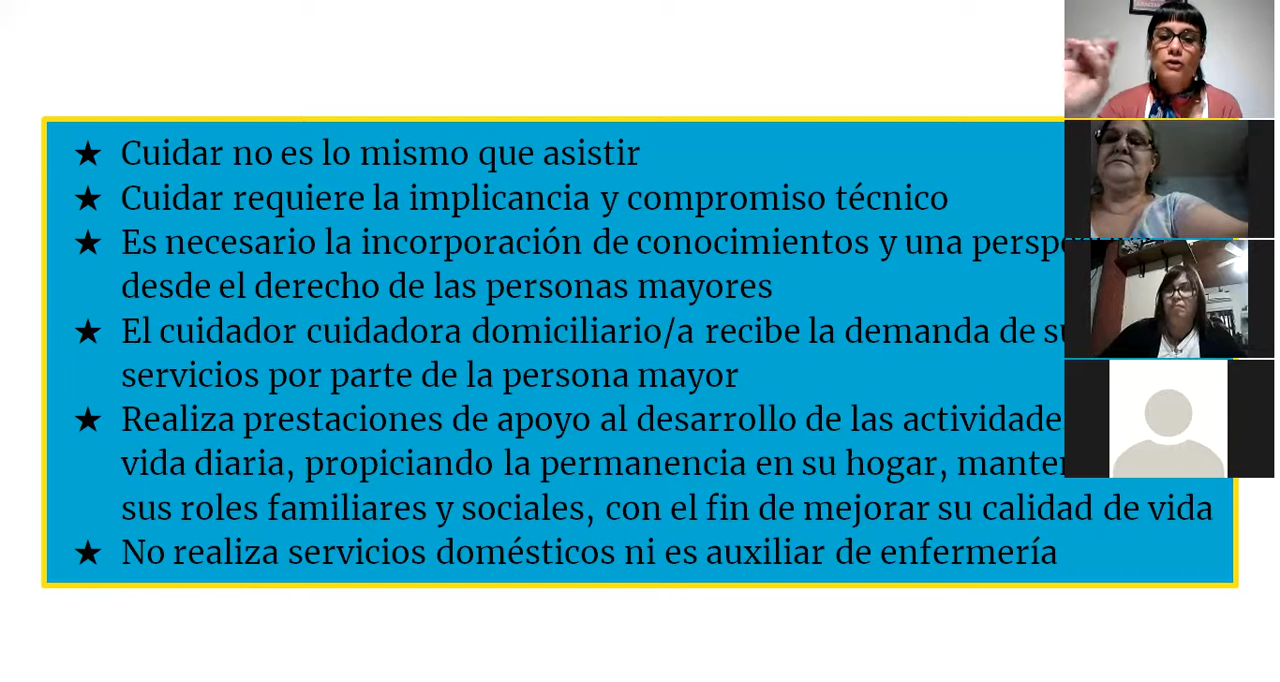 ★ Cuidar no es lo mismo que asistir
★ Cuidar requiere la implicancia y compromiso técnico
★ Es necesario la incorporación de conocimientos y una
desde el derecho de las personas mayores
★ El cuidador cuidadora domiciliario/a recibe la demanda de
servicios por parte de la persona mayor
★ Realiza prestaciones de apoyo al desarrollo de las
vida diaria, propiciando la permanencia en su hogar,
sus roles familiares y sociales, con el fin de mejorar su calidad de vida
★ No realiza servicios domésticos ni es auxiliar de enfermería